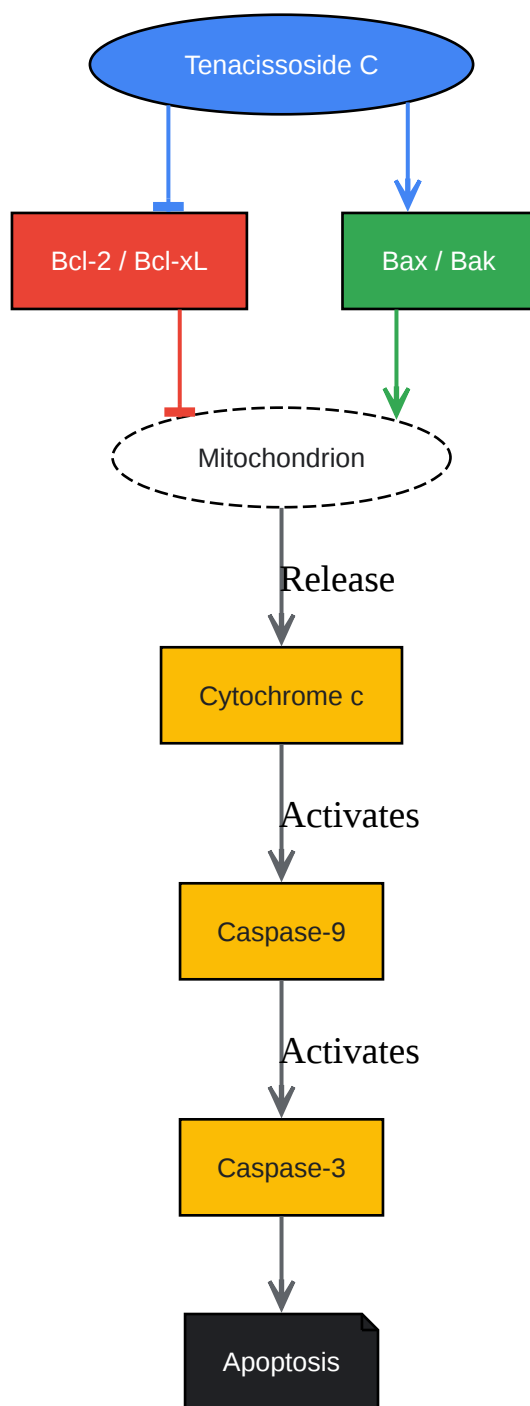 Tenacissoside C
Bcl-2 / Bcl-xL
Bax / Bak
Mitochondrion
Release
Cytochrome c
Activates
Caspase-9
Activates
Caspase-3
Apoptosis